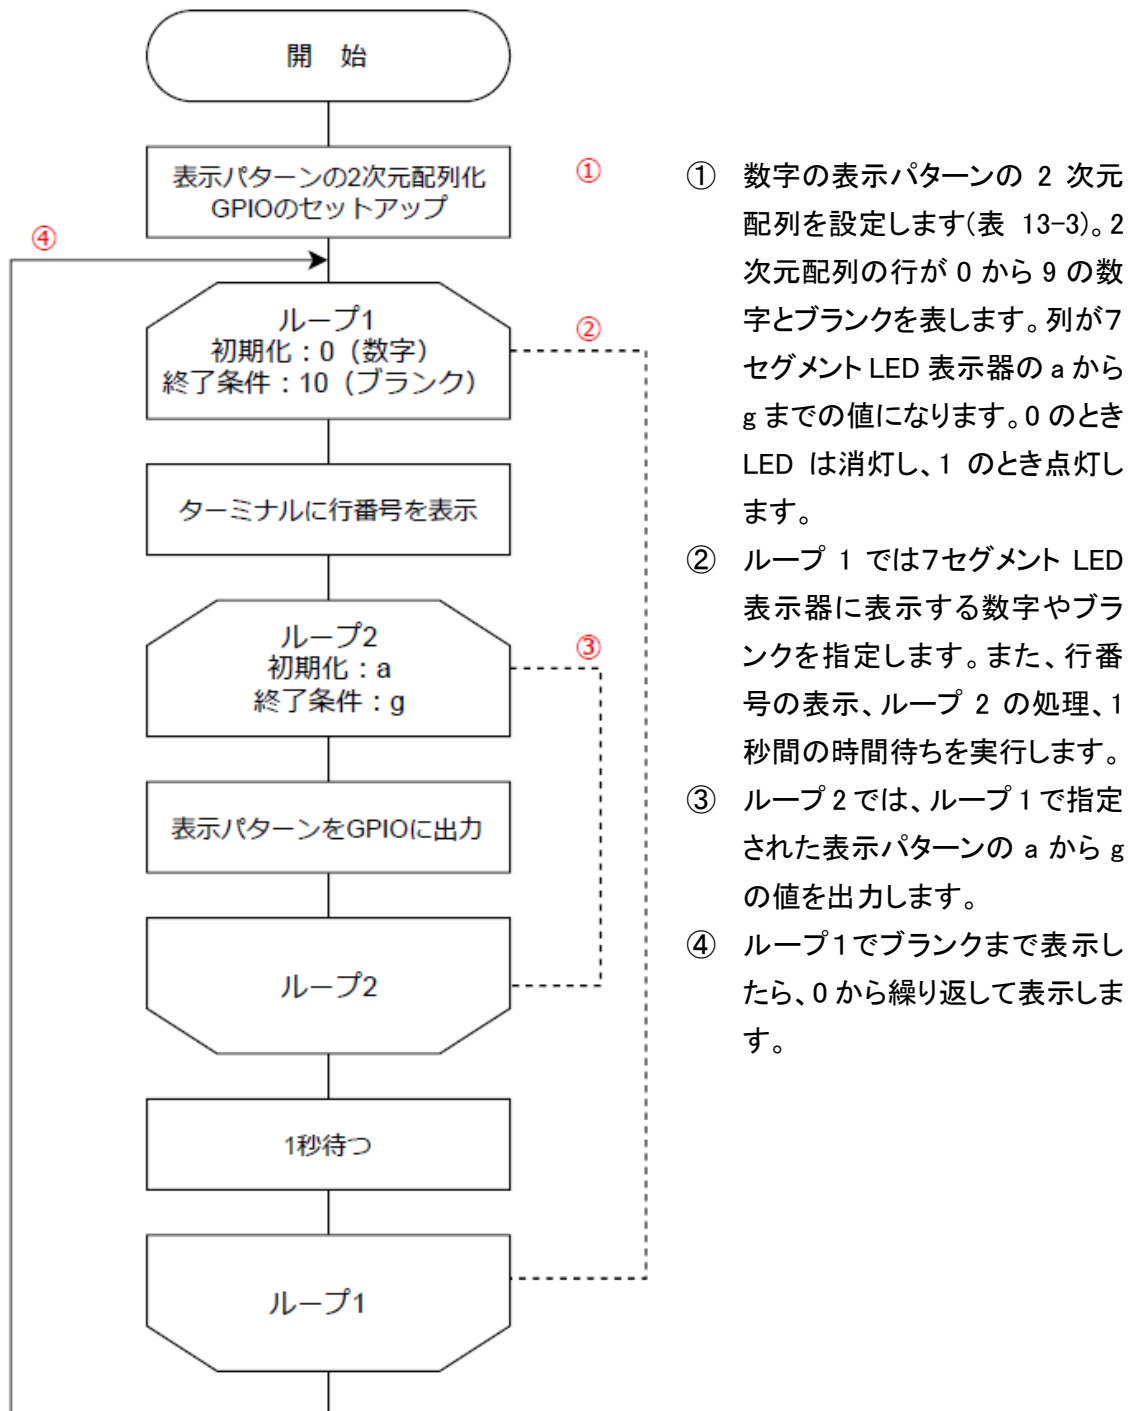 開 始
表示パターンの2次元配列化
GPIOのセットアップ
①
④
ループ1
初期化：0（数字）
終了条件：10（ブランク）
②
ターミナルに行番号を表示
ループ2
初期化：a
終了条件：g
③
表示パターンをGPIOに出力
ループ2
1秒待つ
ループ1
① 数字の表示パターンの 2 次元
配列を設定します(表 13-3)。2
次元配列の行が 0 から 9 の数
字とブランクを表します。列が７
セグメント LED 表示器の a から
g までの値になります。0 のとき
LED は消灯し、1 のとき点灯し
ます。
② ループ 1 では７セグメント LED
表示器に表示する数字やブラ
ンクを指定します。また、行番
号の表示、ループ 2 の処理、1
秒間の時間待ちを実行します。
③ ループ 2 では、ループ 1 で指定
された表示パターンの a から g
の値を出力します。
④ ループ１でブランクまで表示し
たら、0 から繰り返して表示しま
す。